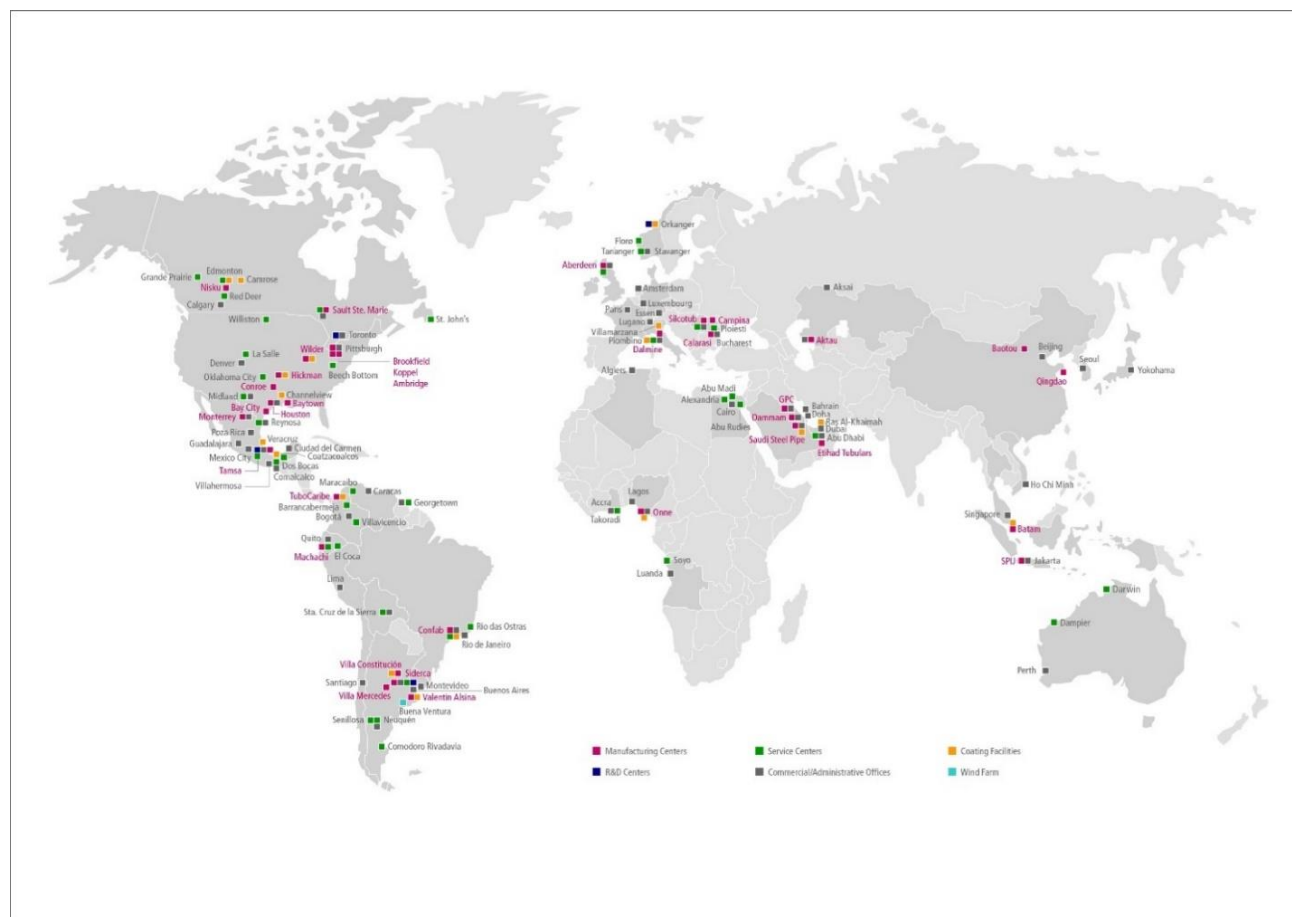 Orkanger
Florø
Tananger
Stavanger
Aberdeen
Amsterdam
Luxembourg
Paris
Essen
Lugano
Silcotub
Campina
Villamarzana
Ploiesti
Piombino
Dalmine
Calarasi
Bucharest
Algiers
Aksai
Aktau
Baotou
Beijing
Seoul
Qingdao
Yokohama
Edmonton
Grande Prairie
Camrose
Nisku
Red Deer
Calgary
Sault Ste. Marie
Williston
St. John's
Toronto
Wilder
Pittsburgh
La Salle
Denver
Brookfield
Koppel
Ambridge
Oklahoma City
Hickman
Beech Bottom
Conroe
Midland
Channelview
Baytown
Bay City
Houston
Monterrey
Reynosa
Poza Rica
Veracruz
Guadalajara
Ciudad del Carmen
Mexico City
Coatzacoalcos
Tamsa
Dos Bocas
Comalcalco
Villahermosa
Abu Madi
Alexandria
Cairo
Abu Rudies
GPC
Bahrain
Dammam
Doha
Ras Al-Khaimah
Dubai
Saudi Steel Pipe
Abu Dhabi
Etihad Tubulars
Maracaibo
Caracas
TuboCaribe
Georgetown
Barrancabermeja
Bogotá
Villavicencio
Quito
Machachi
El Coca
Lima
Sta. Cruz de la Sierra
Lagos
Accra
Onne
Takoradi
Soyo
Luanda
Ho Chi Minh
Singapore
Batam
SPIJ
Jakarta
Darwin
Dampier
Perth
Confab
Rio das Ostras
Rio de Janeiro
Villa Constitución
Siderca
Santiago
Montevideo
Buenos Aires
Villa Mercedes
Valentín Alsina
Buena Ventura
Senillosa
Neuquén
Comodoro Rivadavia
Manufacturing Centers
Service Centers
Coating Facilities
R&D Centers
Commercial/Administrative Offices
Wind Farm